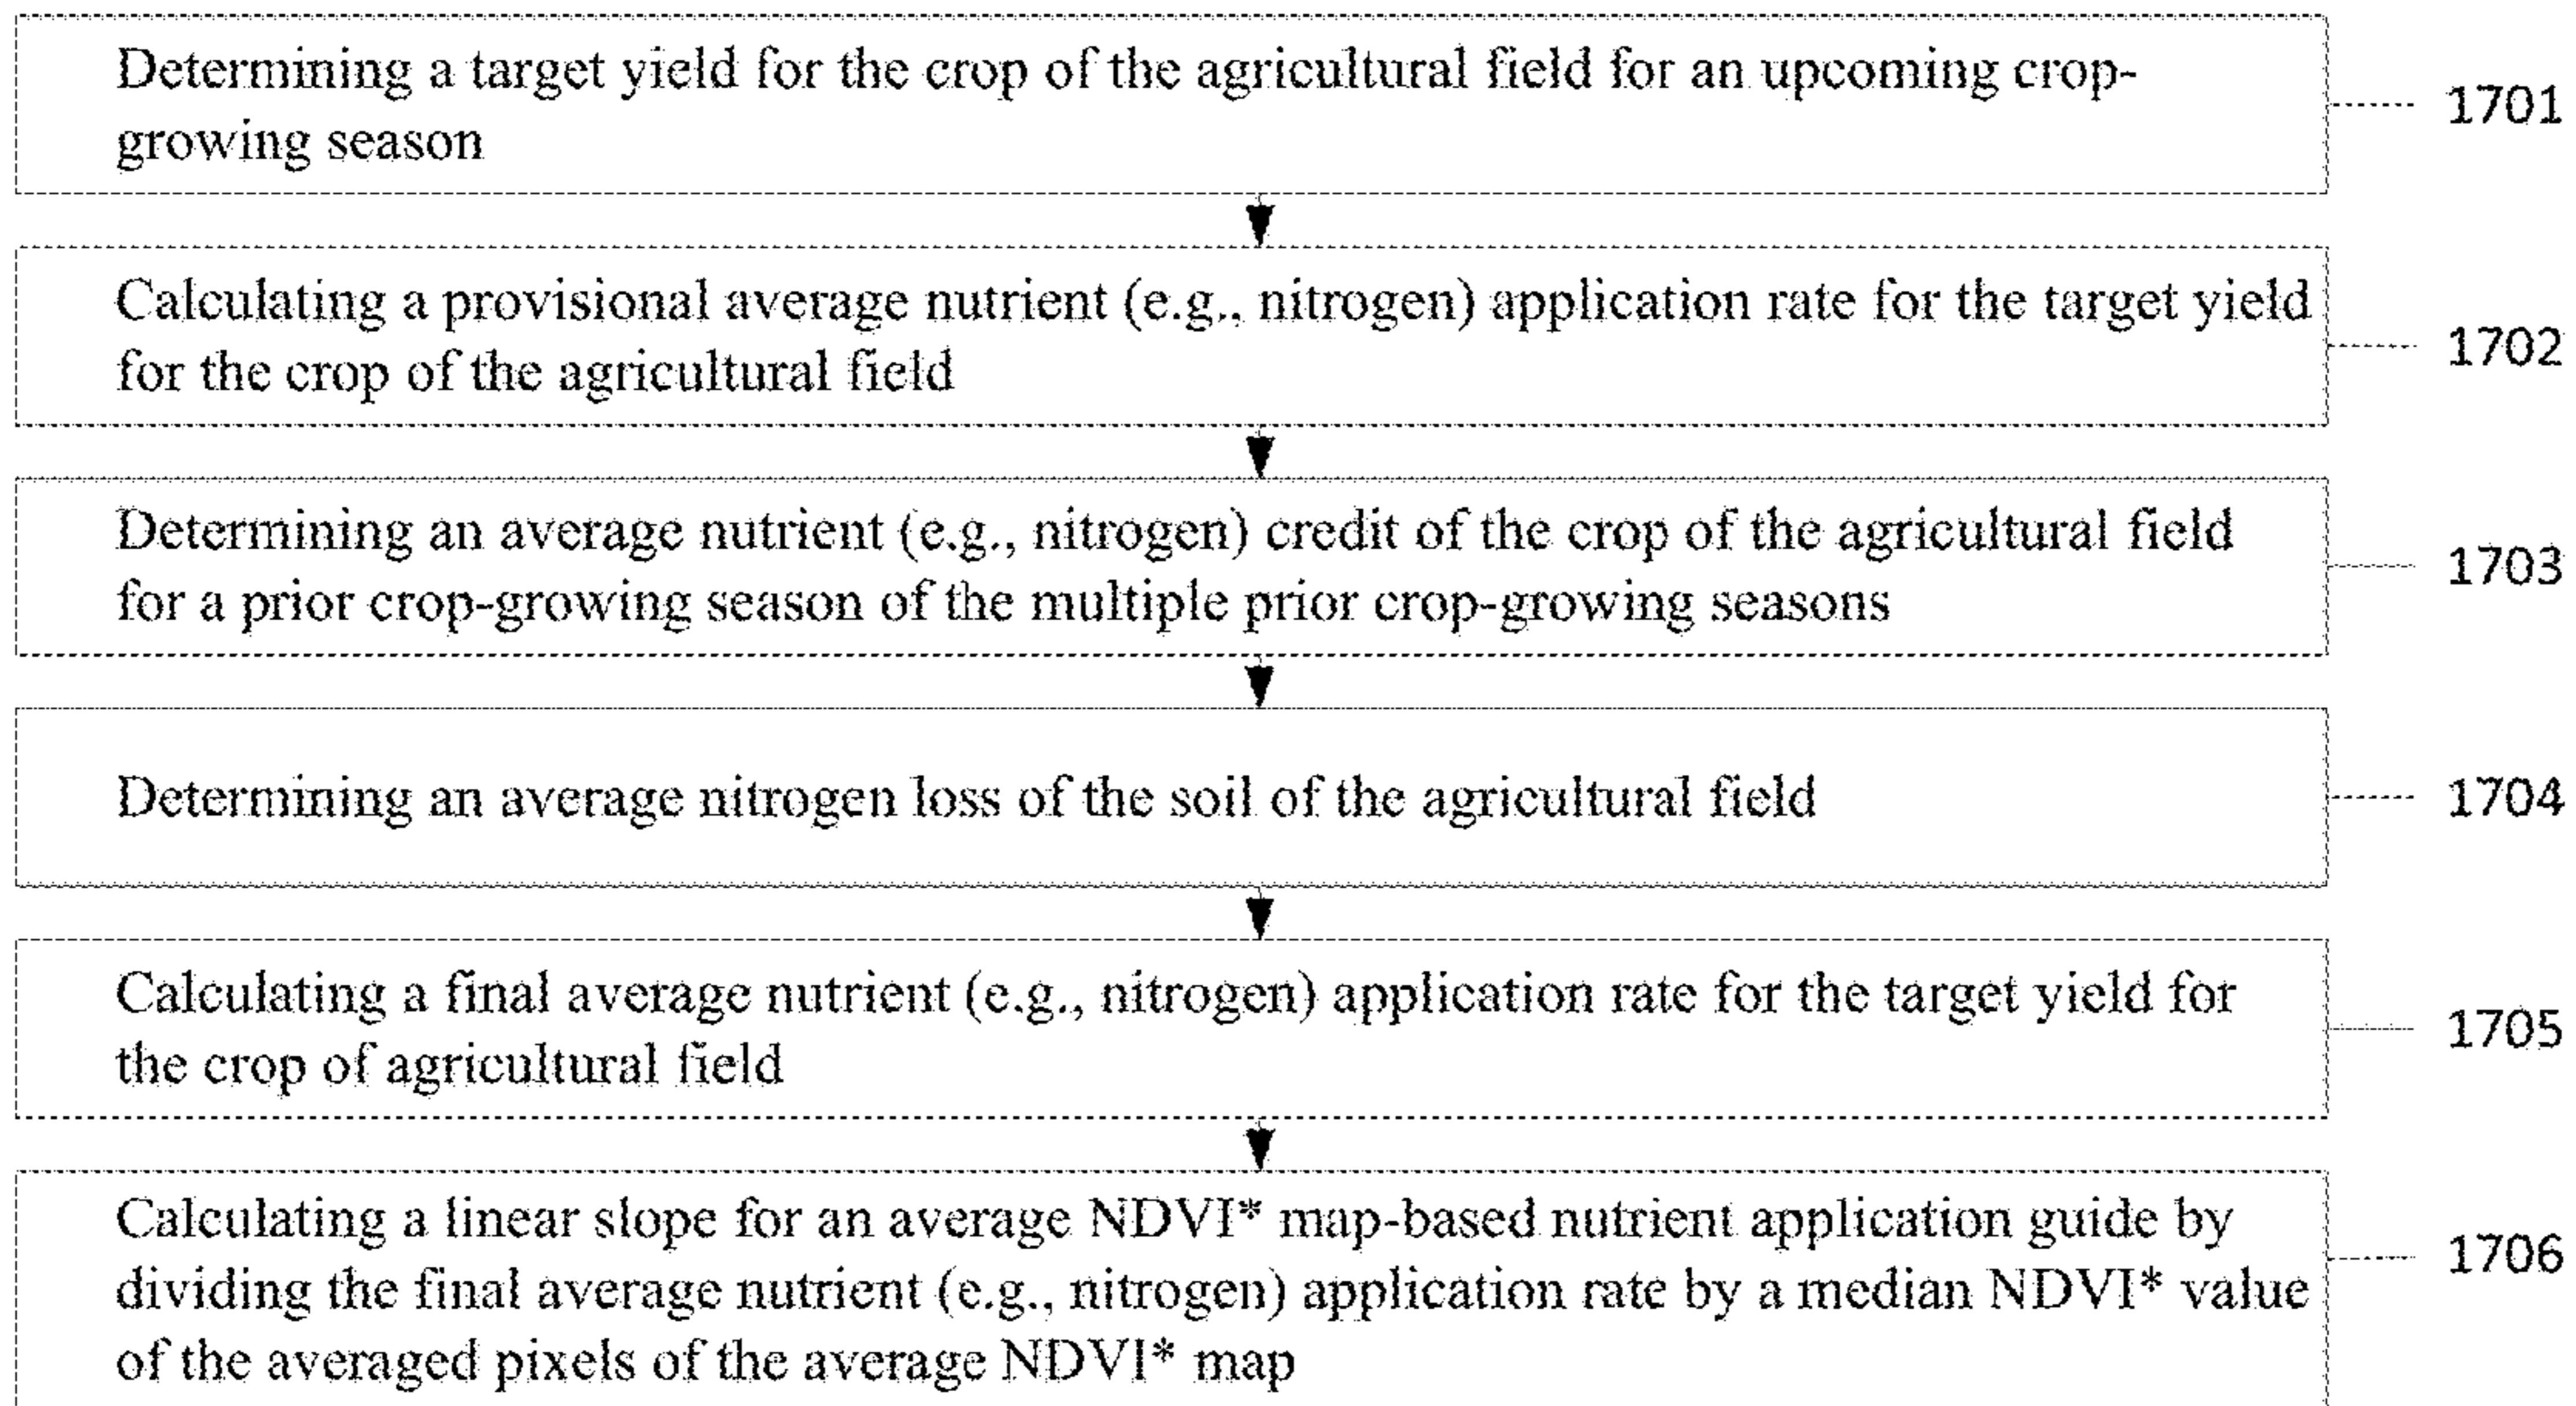 Determining a target yield for the crop of the agricultural field for an upcoming crop-
growing season
1701
Calculating a provisional average nutrient (e.g., nitrogen) application rate for the target yield
for the crop of the agricultural field
1702
Determining an average nutrient (e.g., nitrogen) credit of the crop of the agricultural field
for a prior crop-growing season of the multiple prior crop-growing seasons
1703
Determining an average nitrogen loss of the soil of the agricultural field
1704
Calculating a final average nutrient (e.g., nitrogen) application rate for the target yield for
the crop of agricultural field
1705
Calculating a linear slope for an average NDVI* map-based nutrient application guide by
dividing the final average nutrient (e.g., nitrogen) application rate by a median NDVI* value
of the averaged pixels of the average NDVI* map
1706